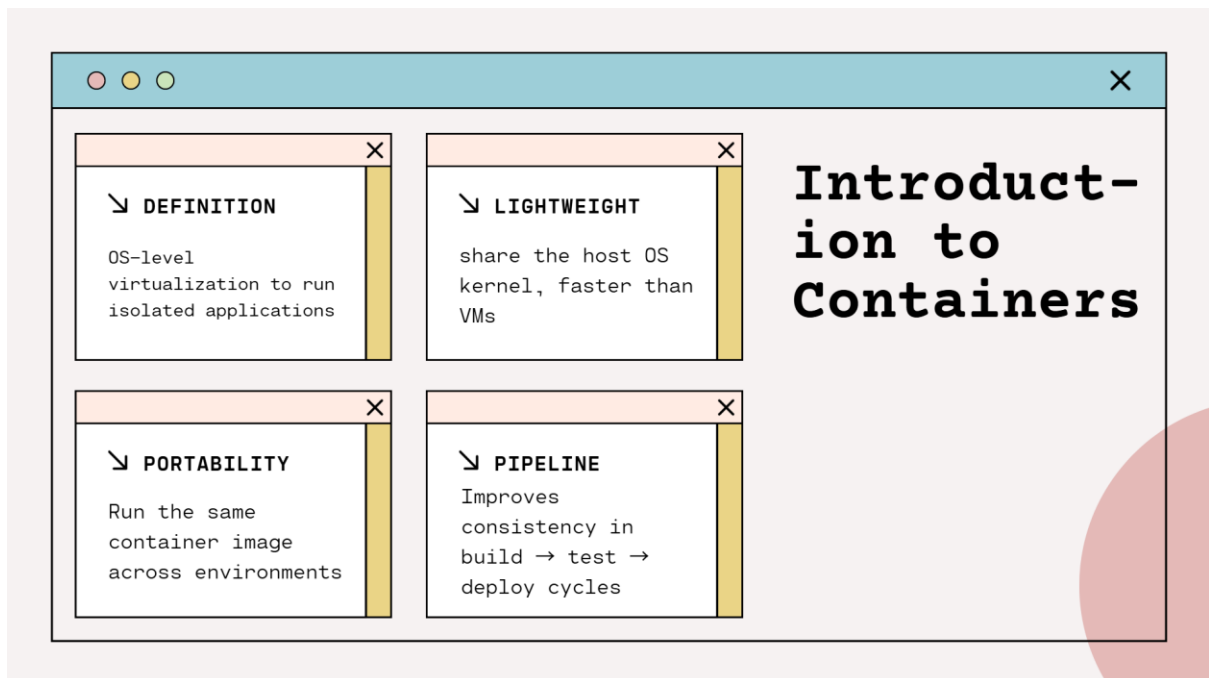 Introduct-
ion to
Containers
DEFINITION
OS-level
virtualization to run
isolated applications
LIGHTWEIGHT
share the host OS
kernel, faster than
VMs
PORTABILITY
Run the same
container image
across environments
PIPELINE
Improves
consistency in
build → test →
deploy cycles